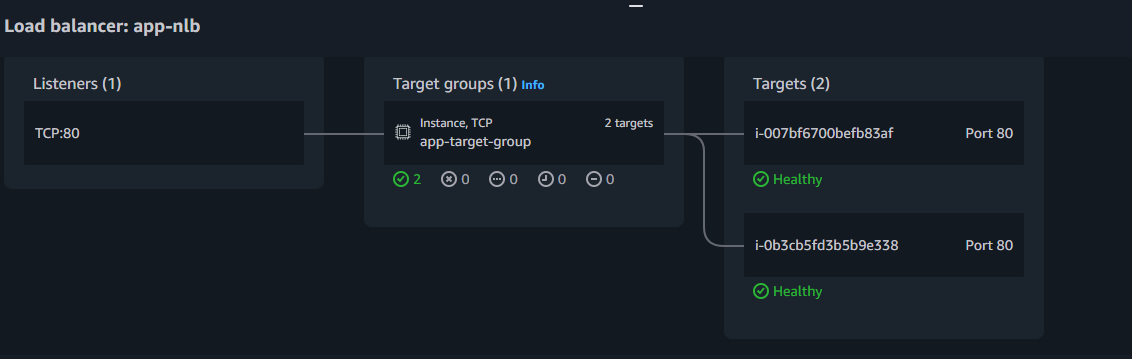 Load balancer: app-nlb
Listeners (1)
TCP:80
Target groups (1) Info
Instance, TCP
2 targets
app-target-group
2 0 0 0 0
Targets (2)
i-007bf6700befb83af Port 80
Healthy
i-0b3cb5fd3b5b9e338 Port 80
Healthy